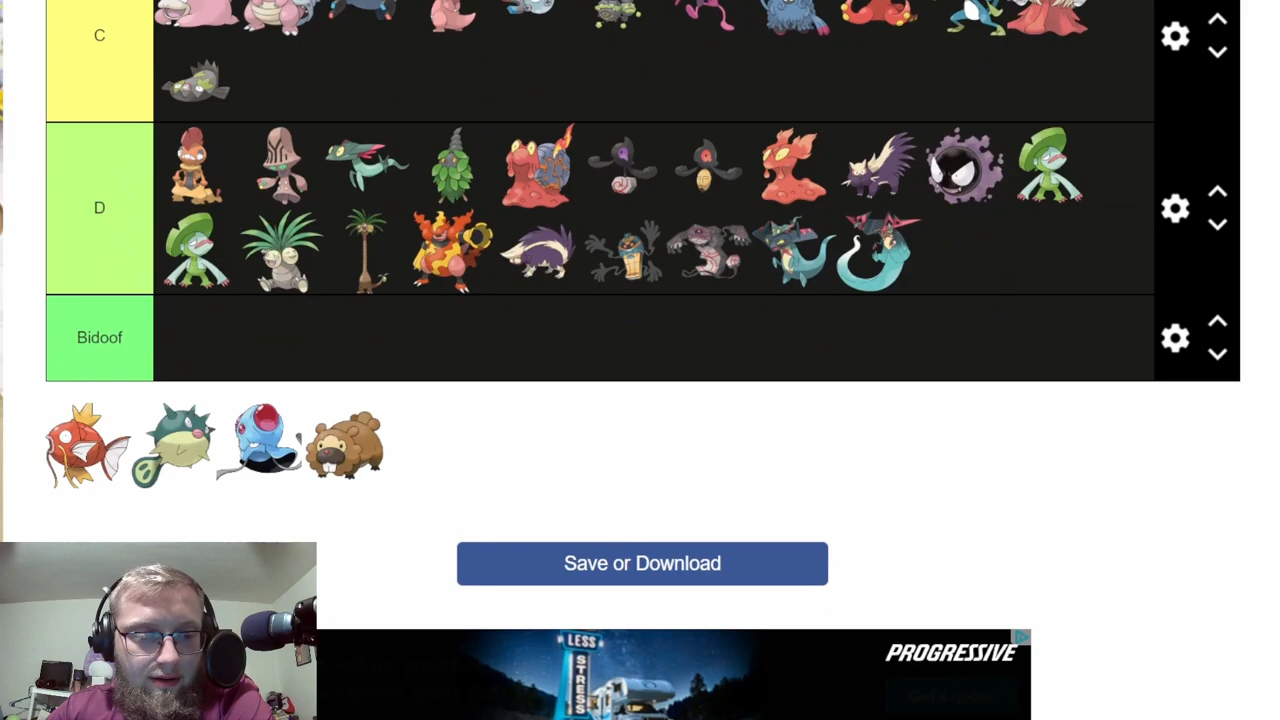 C
D
Bidoof
Save or Download
LESS
STRESS
PROGRESSIVE